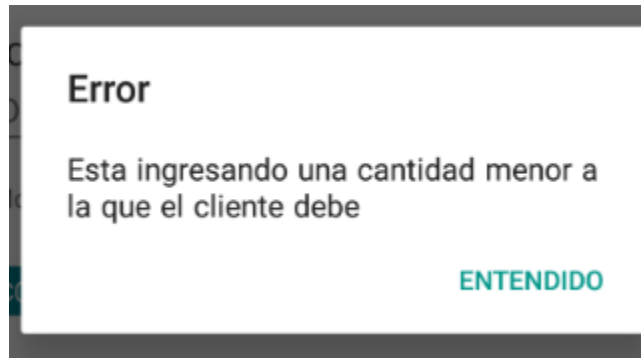 Error
Esta ingresando una cantidad menor a
la que el cliente debe
ENTENDIDO